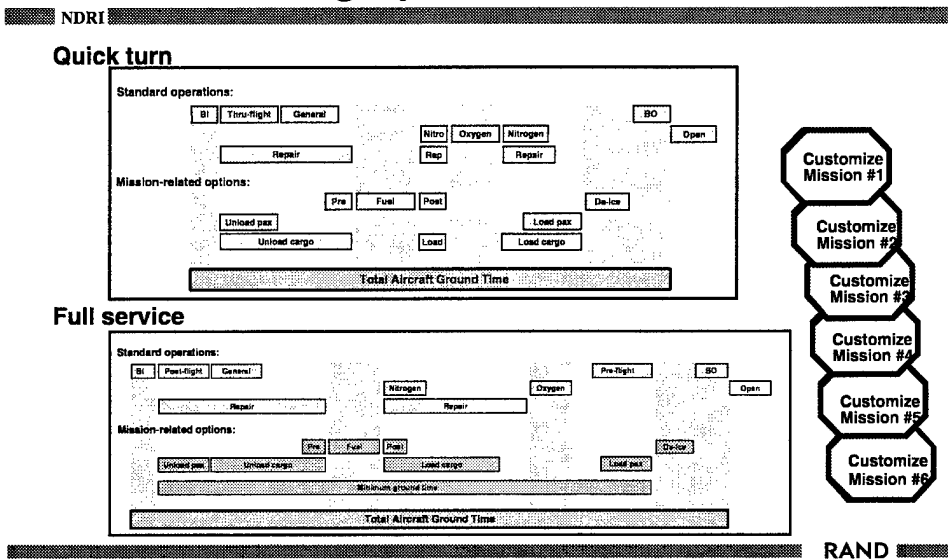 NDRI
Quick turn
Standard operations:
BI Thru-flight General BO
Nitro Oxygen Nitrogen Open
Repair Rep Repair
Mission-related options:
Pre Fuel Post De-Ice
Unload pax Load pax
Unload cargo Load Load cargo
Total Aircraft Ground Time
Full service
Standard operations:
BI Post-flight General Pre-flight BO
Nitrogen Oxygen Open
Repair Repair
Mission-related options:
Pre Fuel Post De-Ice
Unload pax Unload cargo Load cargo Load pax
Minimum ground time
Total Aircraft Ground Time
Customize
Mission #1
Customize
Mission #2
Customize
Mission #3
Customize
Mission #4
Customize
Mission #5
Customize
Mission #6
RAND